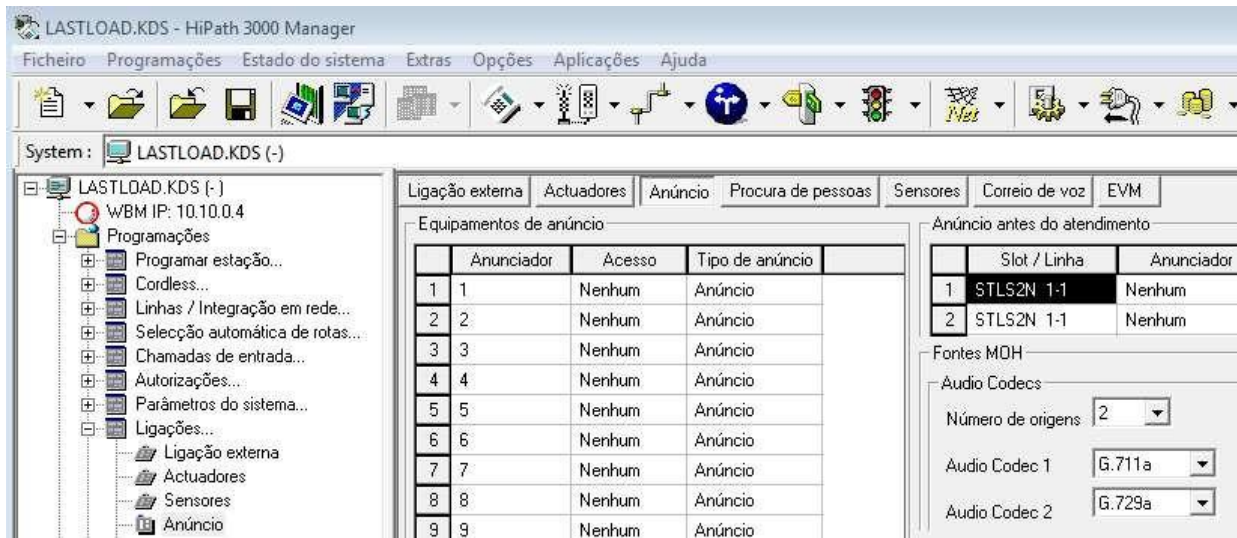 LASTLOAD.KDS - HiPath 3000 Manager
Ficheiro Programações Estado do sistema Extras Opções Aplicações Ajuda
Net
System : LASTLOAD.KDS (-)
LASTLOAD.KDS (-)
WBM IP: 10.10.0.4
Programações
Programar estação...
Cordless...
Linhas / Integração em rede...
Selecção automática de rotas...
Chamadas de entrada...
Autorizações...
Parâmetros do sistema...
Ligações...
Ligação externa
Actuadores
Sensores
Anúncio
Ligação externa Actuadores Anúncio Procura de pessoas Sensores Correio de voz EVM
Equipamentos de anúncio
Anunciador Acesso Tipo de anúncio
1 1 Nenhum Anúncio
2 2 Nenhum Anúncio
3 3 Nenhum Anúncio
4 4 Nenhum Anúncio
5 5 Nenhum Anúncio
6 6 Nenhum Anúncio
7 7 Nenhum Anúncio
8 8 Nenhum Anúncio
9 9 Nenhum Anúncio
Anúncio antes do atendimento
Slot / Linha Anunciador
1 STLS2N 1-1 Nenhum
2 STLS2N 1-1 Nenhum
Fontes MOH
Audio Codecs
Número de origens 2
Audio Codec 1 G.711a
Audio Codec 2 G.729a